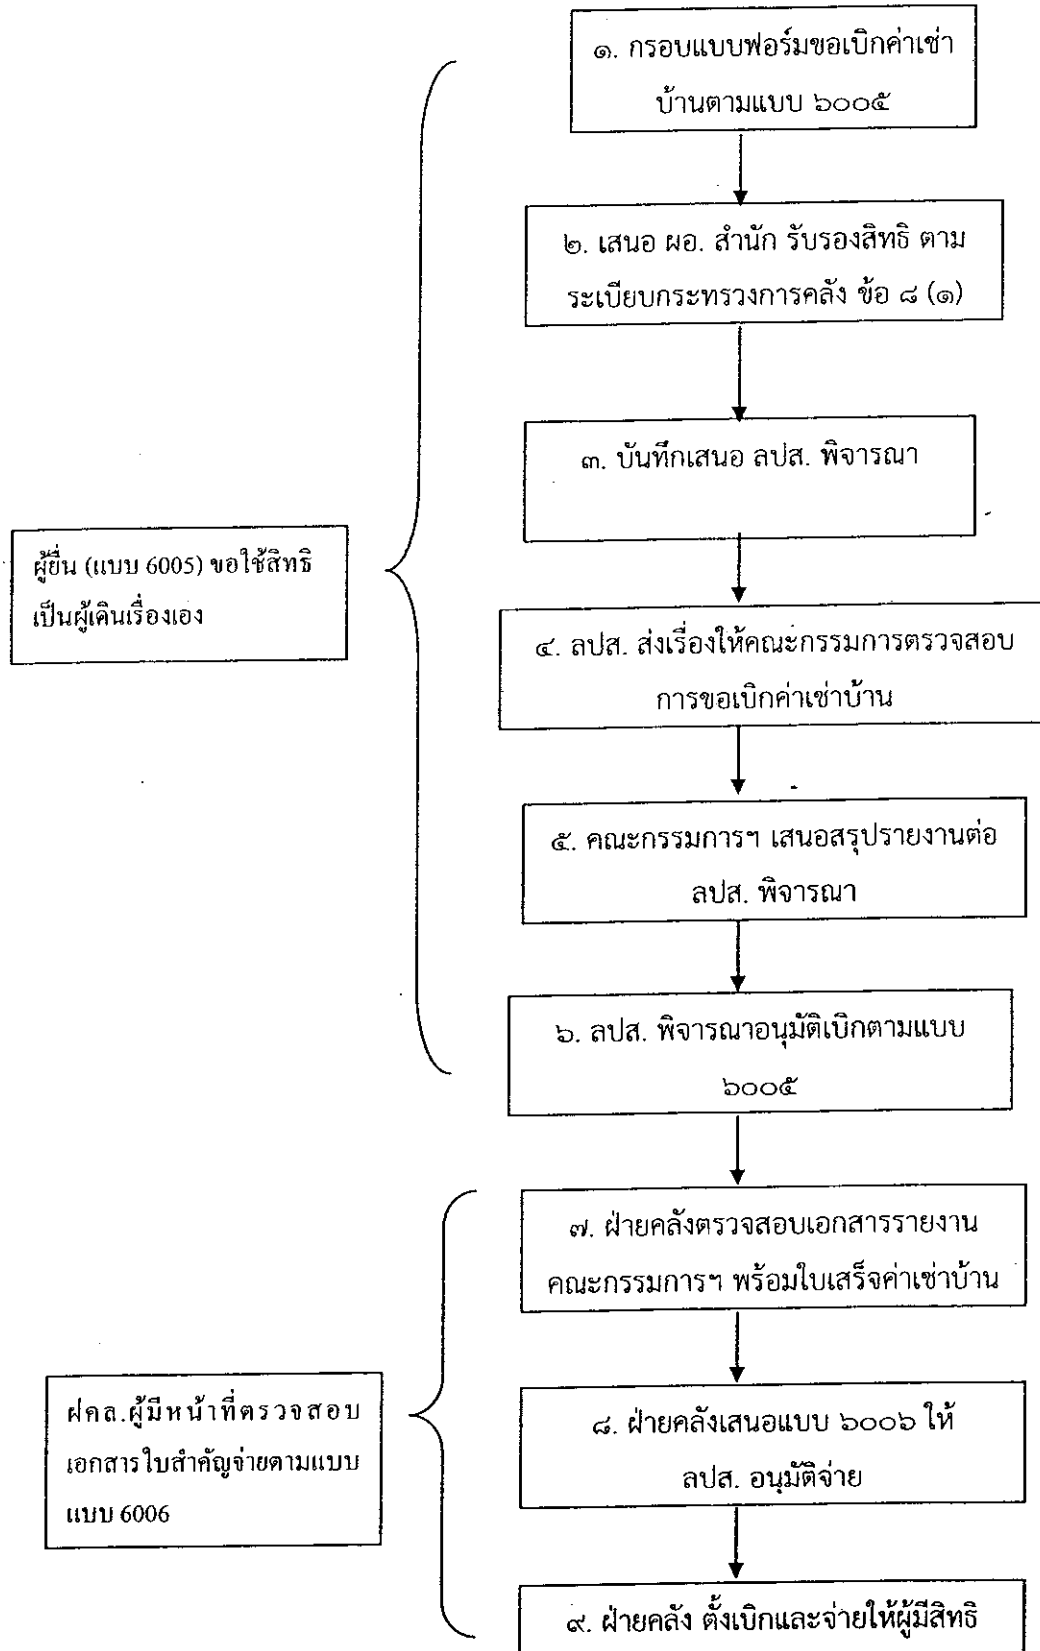 ๑. กรอบแบบฟอร์มขอเบิกค่าเช่า
บ้านตามแบบ ๖๐๐๕
๒. เสนอ ผอ. สำนัก รับรองสิทธิ ตาม
ระเบียบกระทรวงการคลัง ข้อ ๘ (๑)
๓. บันทึกเสนอ ลปส. พิจารณา
ผู้ยื่น (แบบ 6005) ขอใช้สิทธิ
เป็นผู้เดินเรื่องเอง
๔. ลปส. ส่งเรื่องให้คณะกรรมการตรวจสอบ
การขอเบิกค่าเช่าบ้าน
๕. คณะกรรมการฯ เสนอสรุปรายงานต่อ
ลปส. พิจารณา
๖. ลปส. พิจารณาอนุมัติเบิกตามแบบ
๖๐๐๕
๗. ฝ่ายคลังตรวจสอบเอกสารรายงาน
คณะกรรมการฯ พร้อมใบเสร็จค่าเช่าบ้าน
ฝคล.ผู้มีหน้าที่ตรวจสอบ
เอกสารใบสำคัญจ่ายตามแบบ
แบบ 6006
๘. ฝ่ายคลังเสนอแบบ ๖๐๐๖ ให้
ลปส. อนุมัติจ่าย
๙. ฝ่ายคลัง ตั้งเบิกและจ่ายให้ผู้มีสิทธิ